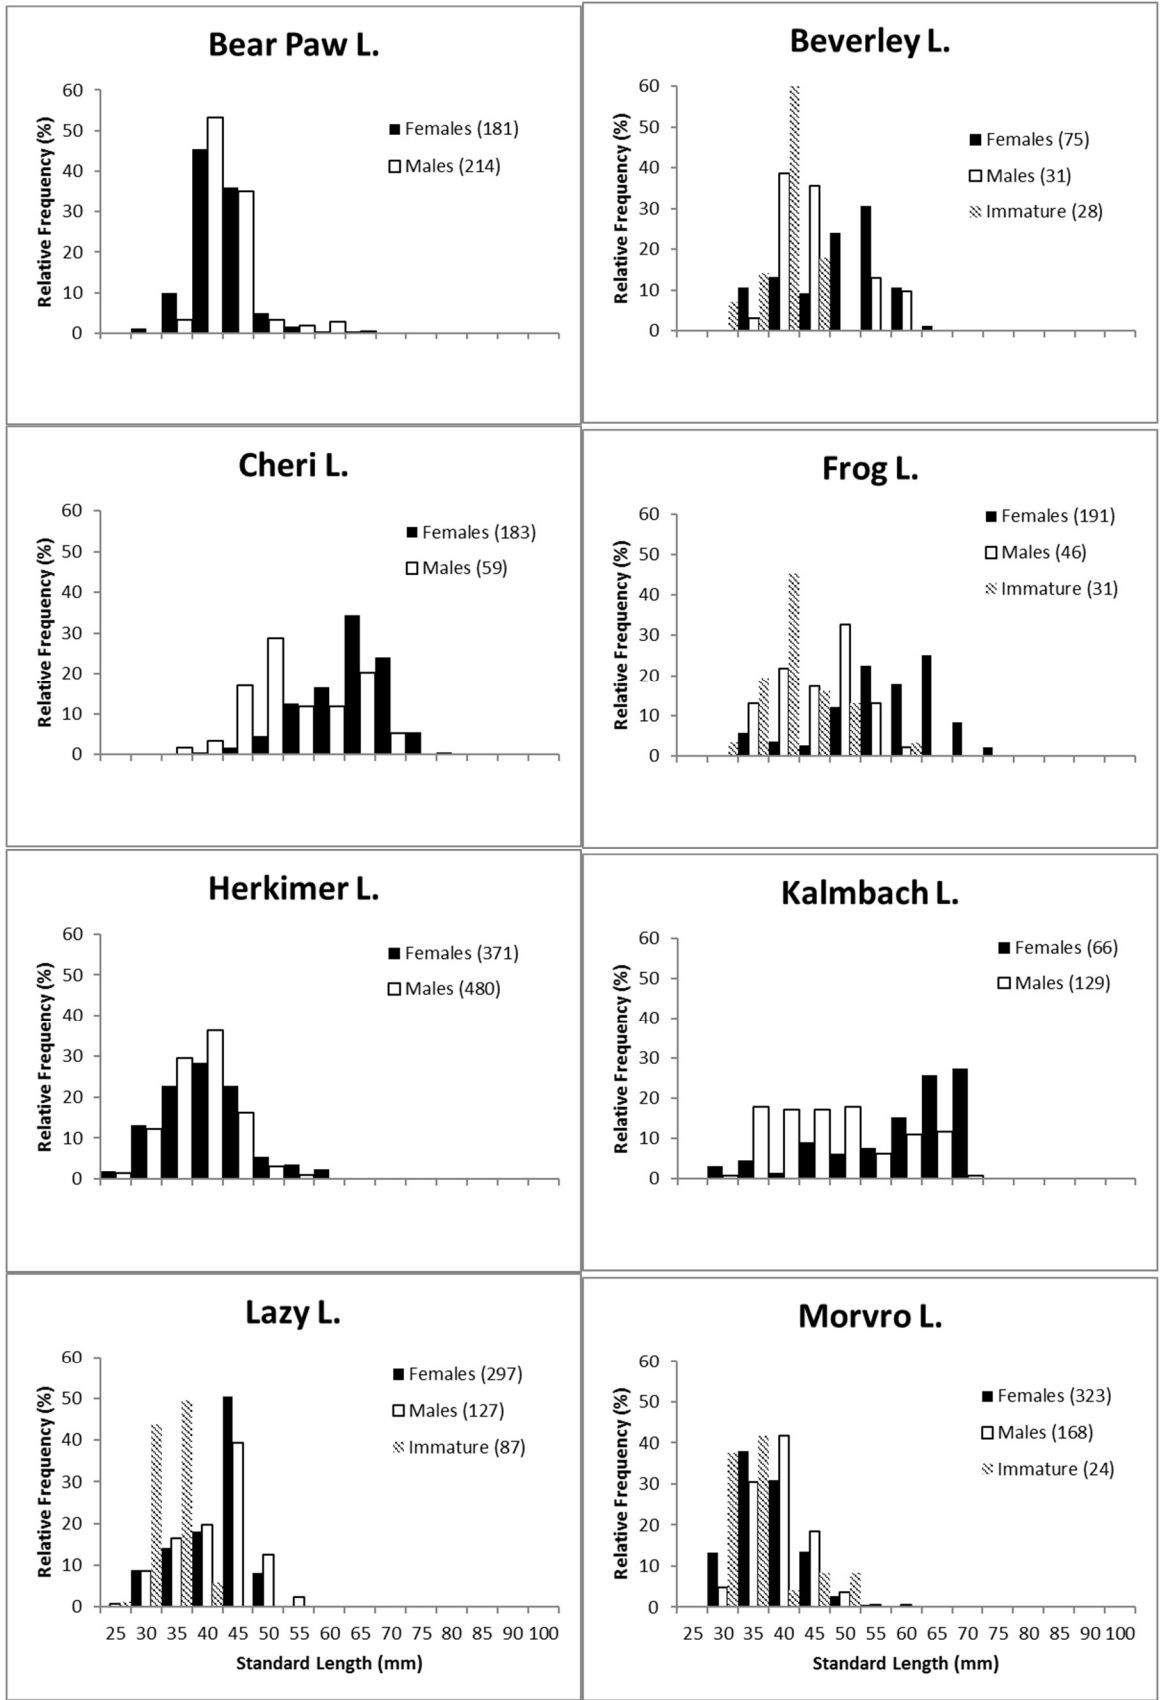 Bear Paw L.
60
50
40
30
20
10
0
Relative Frequency (%)
Females (181)
Males (214)
Beverley L.
60
50
40
30
20
10
0
Relative Frequency (%)
Females (75)
Males (31)
Immature (28)
Cheri L.
60
50
40
30
20
10
0
Relative Frequency (%)
Females (183)
Males (59)
Frog L.
60
50
40
30
20
10
0
Relative Frequency (%)
Females (191)
Males (46)
Immature (31)
Herkimer L.
60
50
40
30
20
10
0
Relative Frequency (%)
Females (371)
Males (480)
Kalmbach L.
60
50
40
30
20
10
0
Relative Frequency (%)
Females (66)
Males (129)
Lazy L.
60
50
40
30
20
10
0
Relative Frequency (%)
Females (297)
Males (127)
Immature (87)
25 30 35 40 45 50 55 60 65 70 75 85 90 100
Standard Length (mm)
Morvro L.
60
50
40
30
20
10
0
Relative Frequency (%)
Females (323)
Males (168)
Immature (24)
25 30 35 40 45 50 55 60 65 70 75 85 90 100
Standard Length (mm)